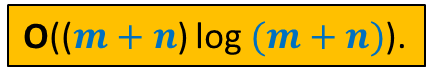 O((m + n) log (m + n)).